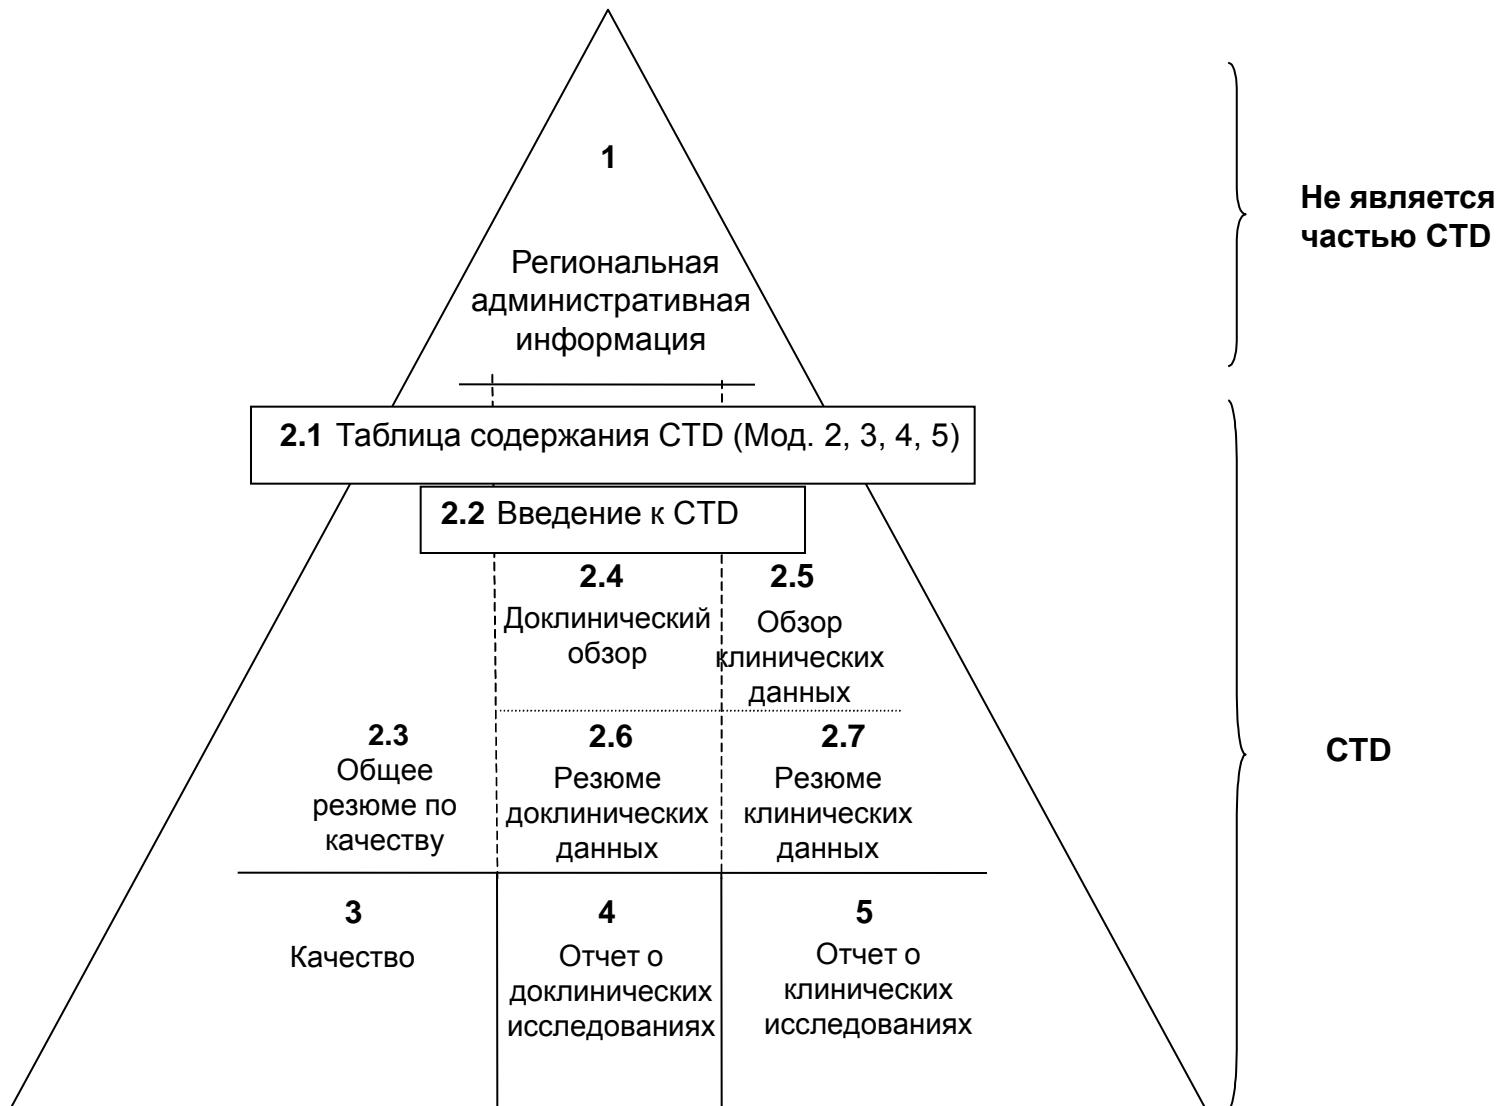 1
Региональная
административная
информация
Не является
частью CTD
2.1 Таблица содержания CTD (Мод. 2, 3, 4, 5)
2.2 Введение к CTD
2.4
Доклинический
обзор
2.5
Обзор
клинических
данных
2.3
Общее
резюме по
качеству
2.6
Резюме
доклинических
данных
2.7
Резюме
клинических
данных
CTD
3
Качество
4
Отчет о
доклинических
исследованиях
5
Отчет о
клинических
исследованиях